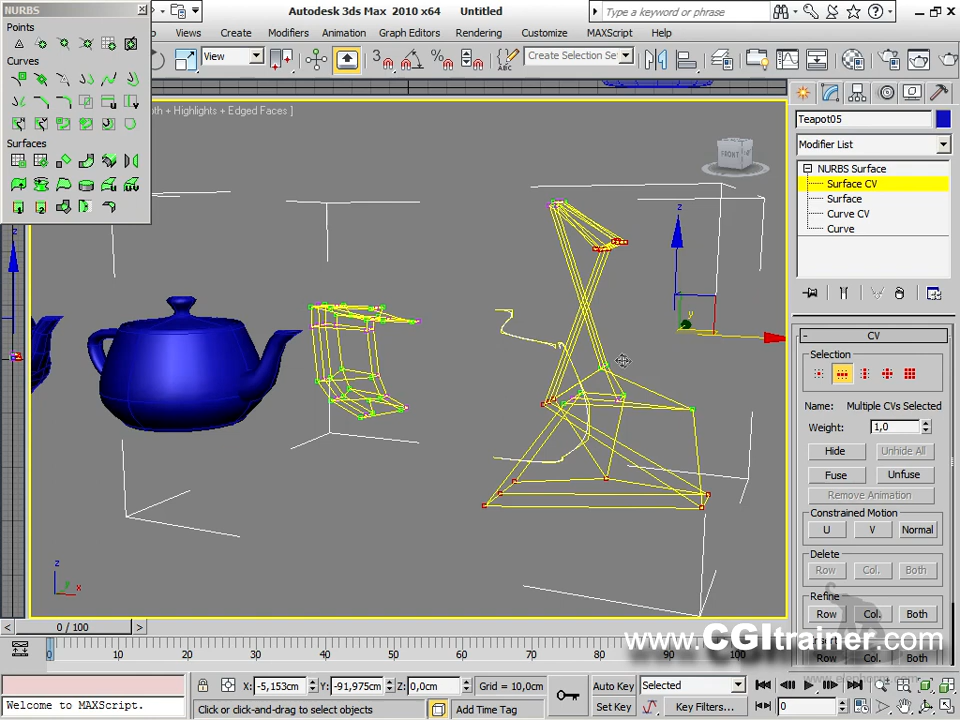 NURBS
Autodesk 3ds Max 2010 x64 Untitled
Type a keyword or phrase
Points
Views Create Modifiers Animation Graph Editors Rendering Customize MAXScript Help
View
3
Create Selection Se
ABC
Curves
Surfaces
oth + Highlights + Edged Faces ]
FRONT
z
y
z
x
z
Teapot05
Modifier List
NURBS Surface
Surface CV
Surface
Curve CV
Curve
CV
Selection
Name: Multiple CVs Selected
Weight: 1,0
Hide Unhide All
Fuse Unfuse
Remove Animation
Constrained Motion
U V Normal
Delete
Row Col. Both
Refine
Row Col. Both
Row Col. Both
www.CGItrainer.com
0 / 100
0 10 20 30 40 50 60 70 80 90 100
X: -5,153cm Y: -91,975cm Z: 0,0cm Grid = 10,0cm
Auto Key Selected
Welcome to MAXScript.
Click or click-and-drag to select objects
Add Time Tag
Set Key Key Filters... 0